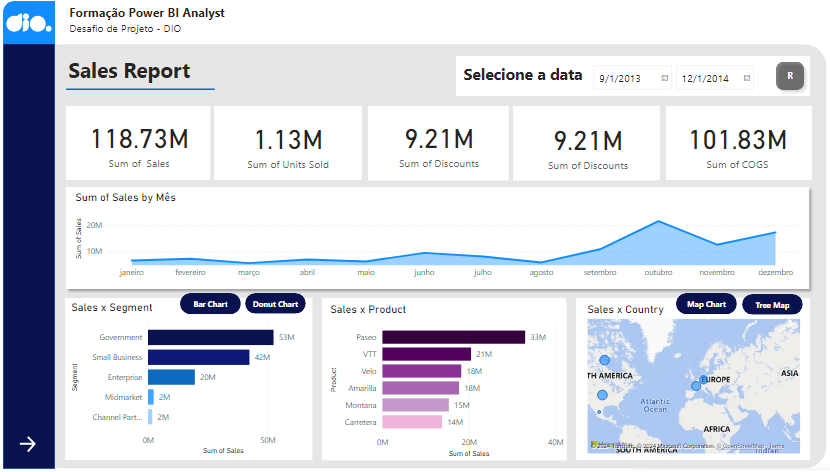 dio.
Formação Power BI Analyst
Desafio de Projeto - DIO
Sales Report
Selecione a data
9/1/2013
12/1/2014
R
118.73M
Sum of Sales
1.13M
Sum of Units Sold
9.21M
Sum of Discounts
9.21M
Sum of Discounts
101.83M
Sum of COGS
Sum of Sales by Mês
Sum of Sales
20M
10M
janeiro fevereiro março abril maio junho julho agosto setembro outubro novembro dezembro
Sales x Segment
Bar Chart
Donut Chart
Segment
Government 53M
Small Business 42M
Enterprise 20M
Midmarket 2M
Channel Part... 2M
0M 50M
Sum of Sales
Sales x Product
Product
Paseo 33M
VTT 21M
Velo 18M
Amarilla 18M
Montana 15M
Carretera 14M
0M 20M 40M
Sum of Sales
Sales x Country
Map Chart
Tree Map
TH AMERICA
EUROPE
ASIA
Atlantic
Ocean
AFRICA
SOUTH AMERICA
© 2024 TomTom, © 2024 Microsoft Corporation, © OpenStreetMap Terms